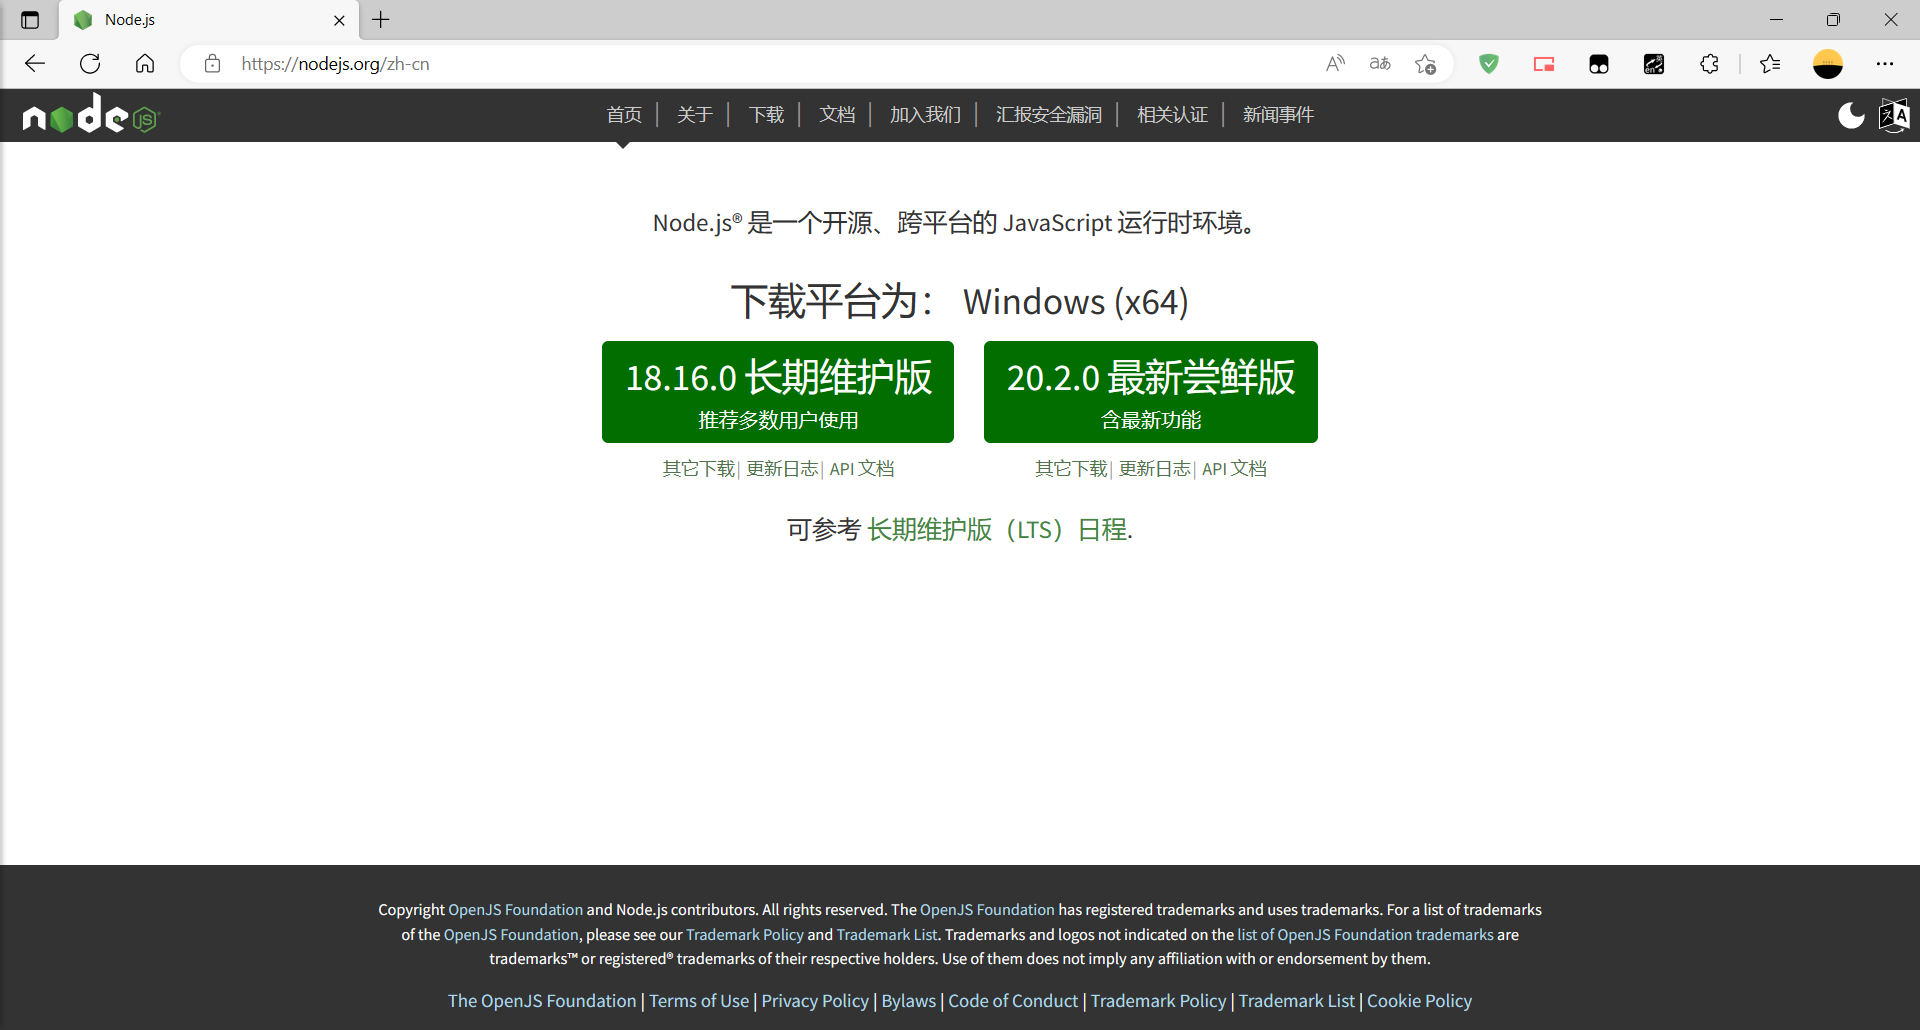 Node.js
https://nodejs.org/zh-cn
node JS
首页 | 关于 | 下载 | 文档 | 加入我们 | 汇报安全漏洞 | 相关认证 | 新闻事件
Node.js® 是一个开源、跨平台的 JavaScript 运行时环境。
下载平台为： Windows (x64)
18.16.0 长期维护版
推荐多数用户使用
其它下载| 更新日志| API 文档
20.2.0 最新尝鲜版
含最新功能
其它下载| 更新日志| API 文档
可参考 长期维护版（LTS）日程.
Copyright OpenJS Foundation and Node.js contributors. All rights reserved. The OpenJS Foundation has registered trademarks and uses trademarks. For a list of trademarks
of the OpenJS Foundation, please see our Trademark Policy and Trademark List. Trademarks and logos not indicated on the list of OpenJS Foundation trademarks are
trademarks™ or registered® trademarks of their respective holders. Use of them does not imply any affiliation with or endorsement by them.
The OpenJS Foundation | Terms of Use | Privacy Policy | Bylaws | Code of Conduct | Trademark Policy | Trademark List | Cookie Policy